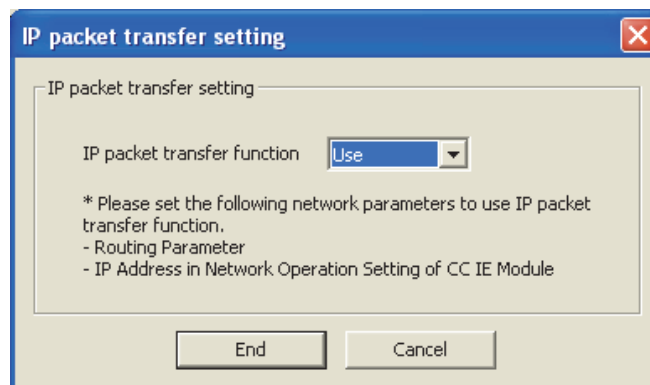 IP packet transfer setting
IP packet transfer setting
IP packet transfer function Use
* Please set the following network parameters to use IP packet
transfer function.
- Routing Parameter
- IP Address in Network Operation Setting of CC IE Module
End Cancel